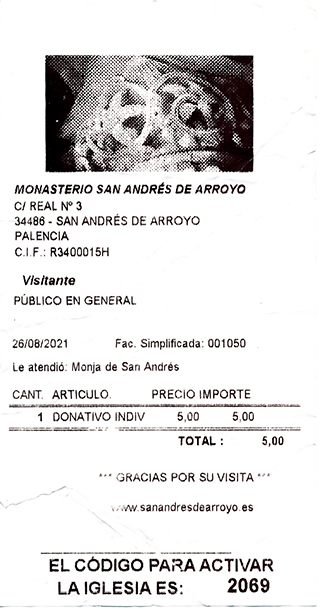 MONASTERIO SAN ANDRÉS DE ARROYO
C/ REAL Nº 3
34486 - SAN ANDRÉS DE ARROYO
PALENCIA
C.I.F.: R3400015H
Visitante
PÚBLICO EN GENERAL
26/08/2021 Fac. Simplificada: 001050
Le atendió: Monja de San Andrés
CANT. ARTICULO. PRECIO IMPORTE
1 DONATIVO INDIV 5,00 5,00
TOTAL : 5,00
*** GRACIAS POR SU VISITA ***
www.sanandresdearroyo.es
EL CÓDIGO PARA ACTIVAR
LA IGLESIA ES: 2069